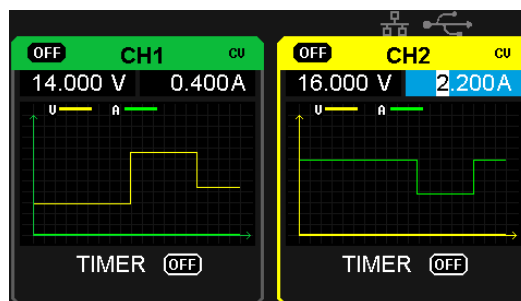 OFF CH1 CV
14.000 V 0.400A
V A
TIMER OFF
OFF CH2 CV
16.000 V 2.200A
V A
TIMER OFF